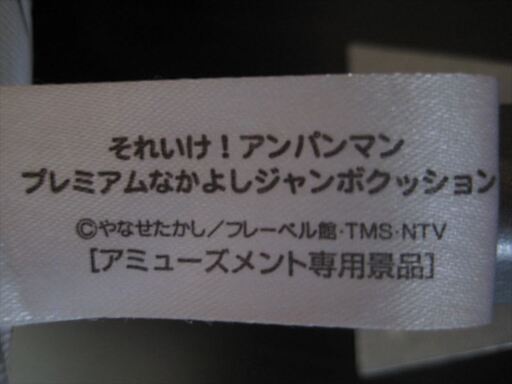 それいけ！アンパンマン
プレミアムなかよしジャンボクッション
©やなせたかし／フレーベル館・TMS・NTV
[アミューズメント専用景品]